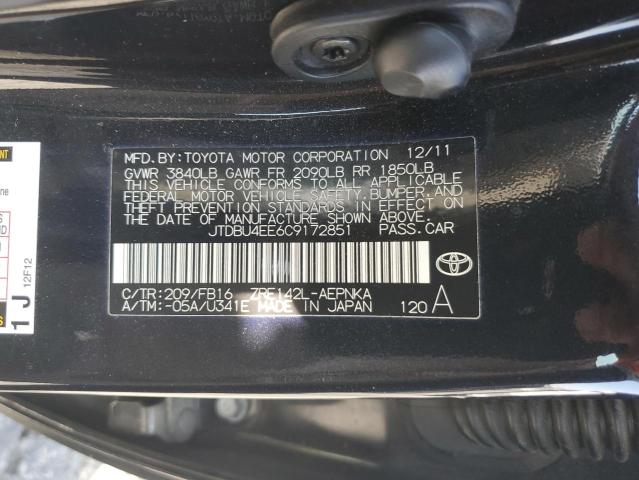 MFD. BY: TOYOTA MOTOR CORPORATION 12/11
GVWR 3840LB GAWR FR 2090LB RR 1850LB
THIS VEHICLE CONFORMS TO ALL APPLICABLE
FEDERAL MOTOR VEHICLE SAFETY, BUMPER, AND
THEFT PREVENTION STANDARDS IN EFFECT ON
THE DATE OF MANUFACTURE SHOWN ABOVE.
JTDBU4EE6C9172851 PASS. CAR
C/TR: 209/FB16 ZRE142L-AEPNKA
A/TM: -05A/U341E MADE IN JAPAN 120 A
TOYOTA
1J 12F12